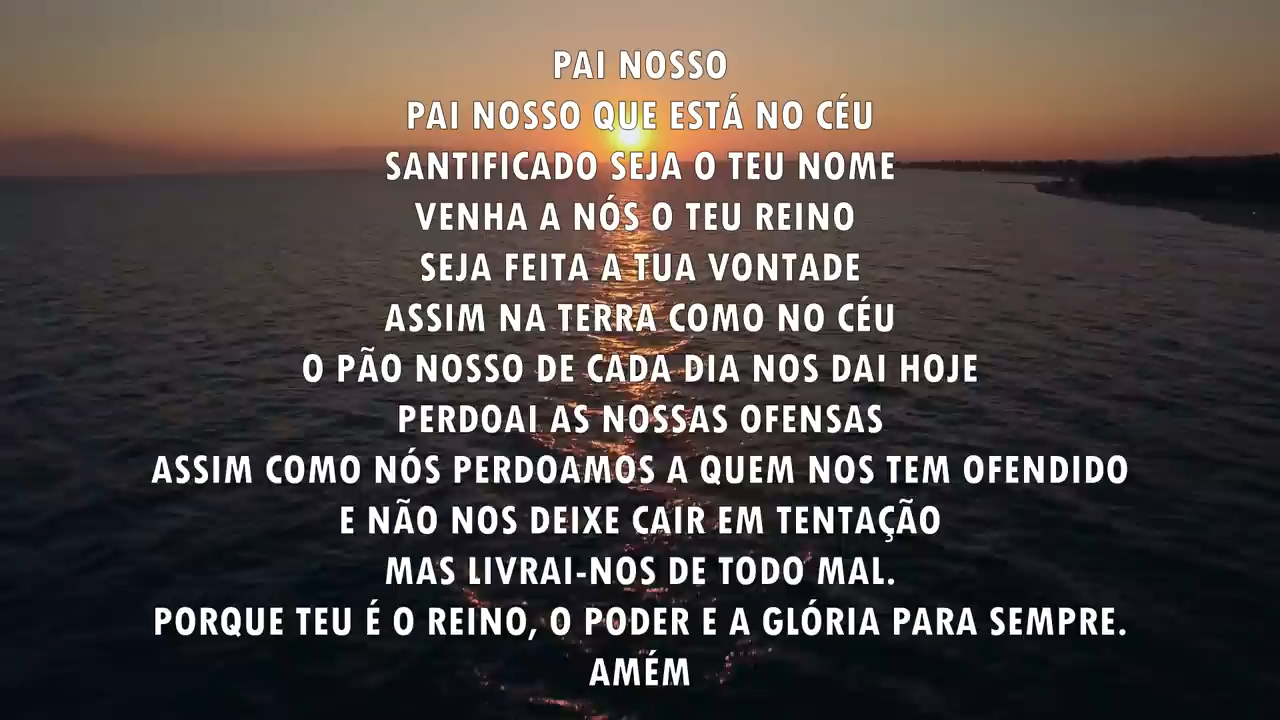 PAI NOSSO
PAI NOSSO QUE ESTÁ NO CÉU
SANTIFICADO SEJA O TEU NOME
VENHA A NÓS O TEU REINO
SEJA FEITA A TUA VONTADE
ASSIM NA TERRA COMO NO CÉU
O PÃO NOSSO DE CADA DIA NOS DAI HOJE
PERDOAI AS NOSSAS OFENSAS
ASSIM COMO NÓS PERDOAMOS A QUEM NOS TEM OFENDIDO
E NÃO NOS DEIXE CAIR EM TENTAÇÃO
MAS LIVRAI-NOS DE TODO MAL.
PORQUE TEU É O REINO, O PODER E A GLÓRIA PARA SEMPRE.
AMÉM